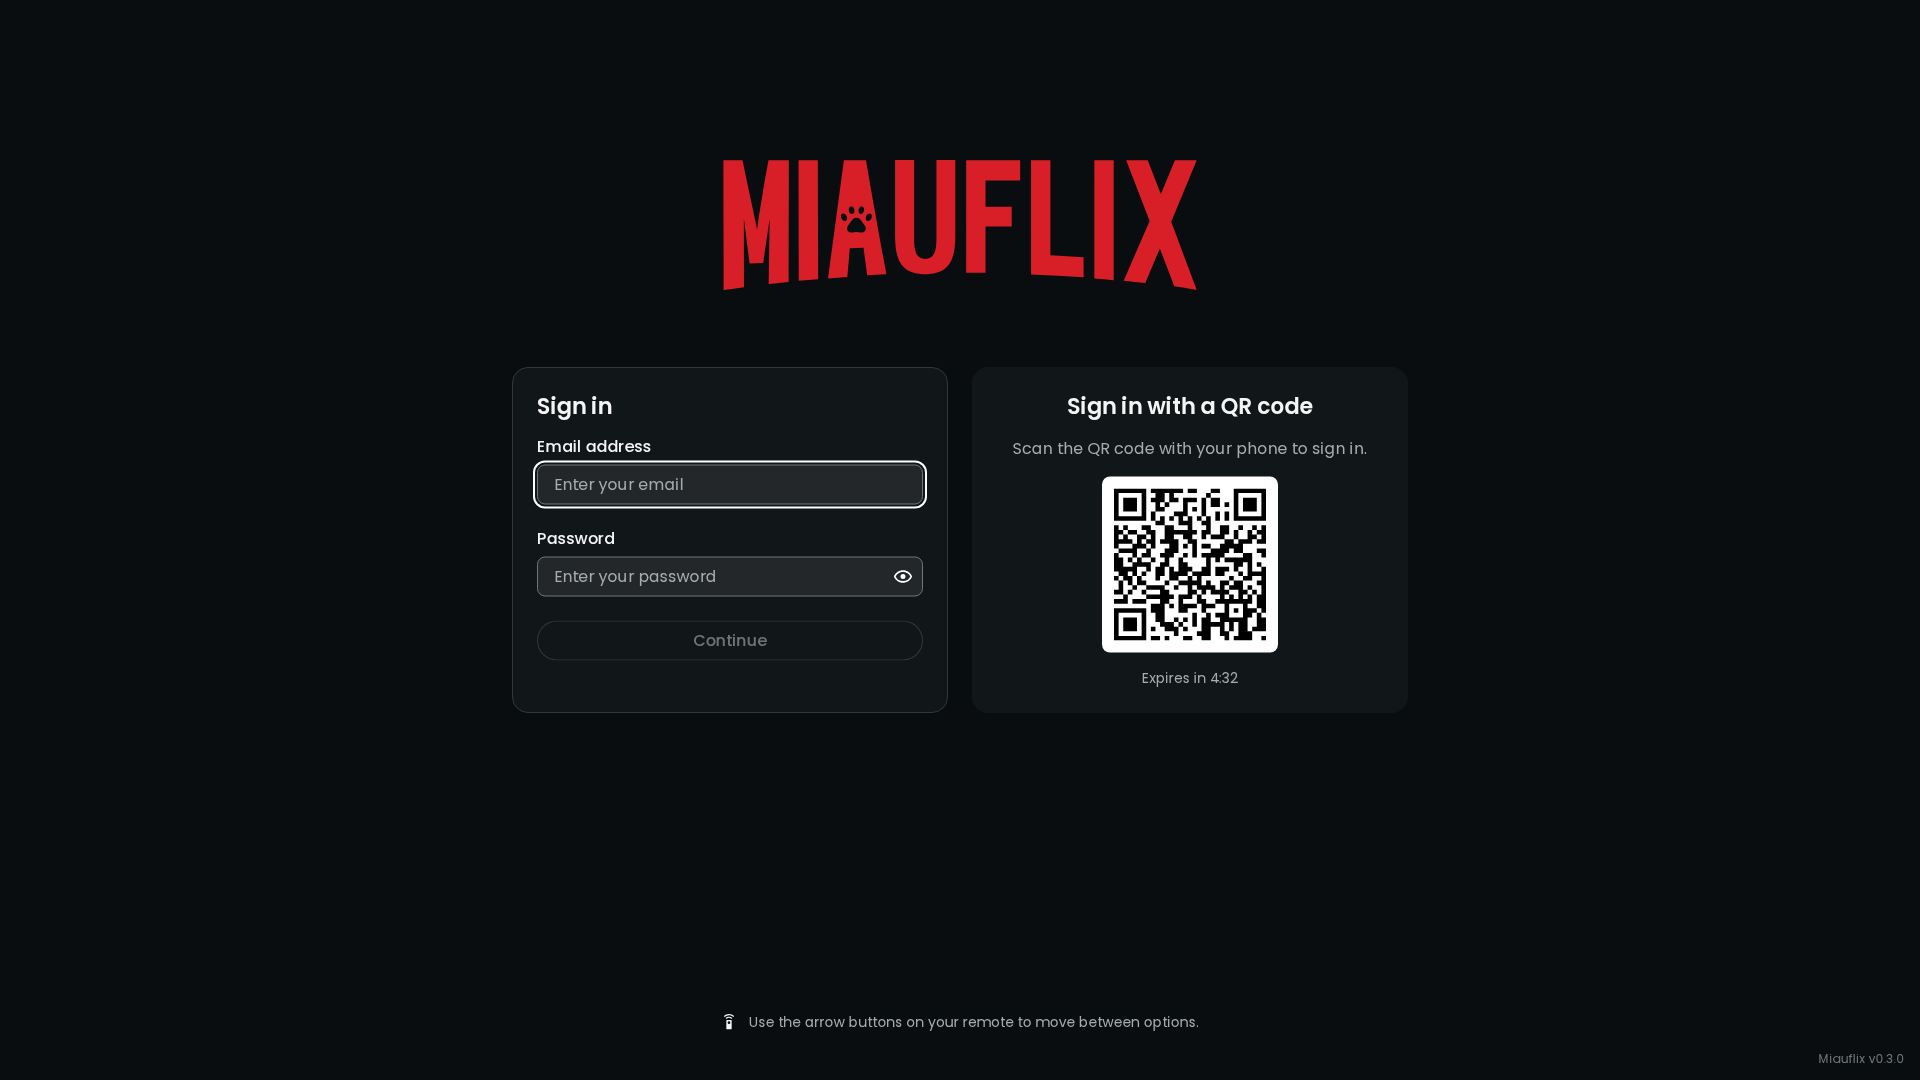 MIAUFLIX
Sign in
Email address
Enter your email
Password
Enter your password
Continue
Sign in with a QR code
Scan the QR code with your phone to sign in.
Expires in 4:32
Use the arrow buttons on your remote to move between options.
Miauflix v0.3.0